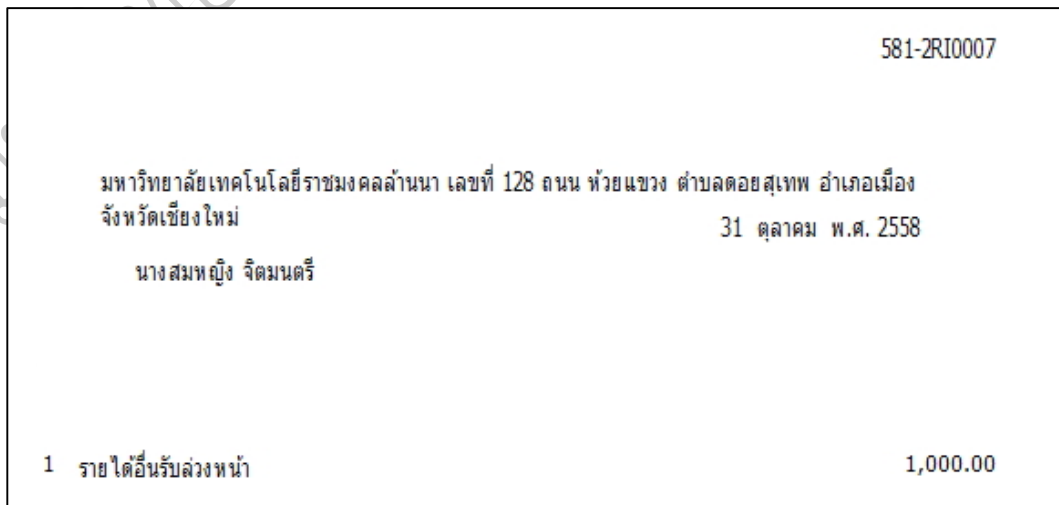 581-2RI0007
มหาวิทยาลัยเทคโนโลยีราชมงคลล้านนา เลขที่ 128 ถนน ห้วยแขวง ตำบลดอยสุเทพ อำเภอเมือง
จังหวัดเชียงใหม่
31 ตุลาคม พ.ศ. 2558
นางสมหญิง จิตมนตรี
1 รายได้อื่นรับล่วงหน้า 1,000.00